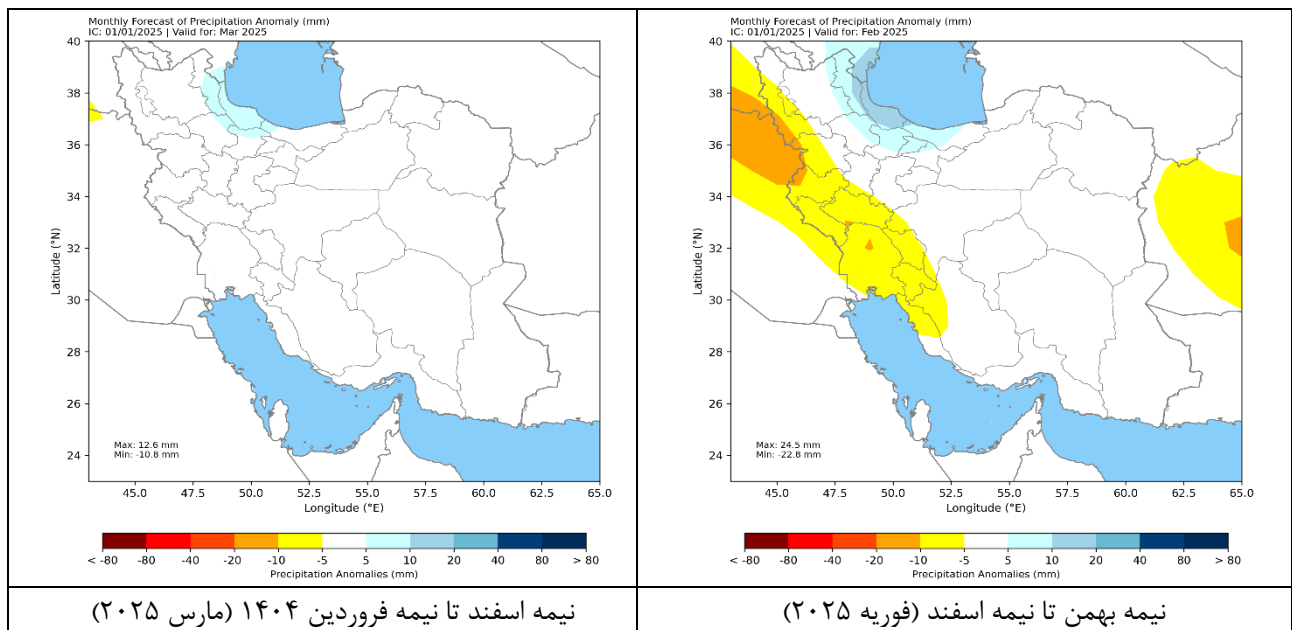 Monthly Forecast of Precipitation Anomaly (mm)
IC: 01/01/2025 | Valid for: Mar 2025
40
38
36
34
32
30
28
26
24
Latitude (°N)
Max: 12.6 mm
Min: -10.8 mm
45.0 47.5 50.0 52.5 55.0 57.5 60.0 62.5 65.0
Longitude (°E)
< -80 -80 -40 -20 -10 -5 5 10 20 40 80 > 80
Precipitation Anomalies (mm)
نیمه اسفند تا نیمه فروردین ۱۴۰۴ (مارس ۲۰۲۵)
Monthly Forecast of Precipitation Anomaly (mm)
IC: 01/01/2025 | Valid for: Feb 2025
40
38
36
34
32
30
28
26
24
Latitude (°N)
Max: 24.5 mm
Min: -22.8 mm
45.0 47.5 50.0 52.5 55.0 57.5 60.0 62.5 65.0
Longitude (°E)
< -80 -80 -40 -20 -10 -5 5 10 20 40 80 > 80
Precipitation Anomalies (mm)
نیمه بهمن تا نیمه اسفند (فوریه ۲۰۲۵)